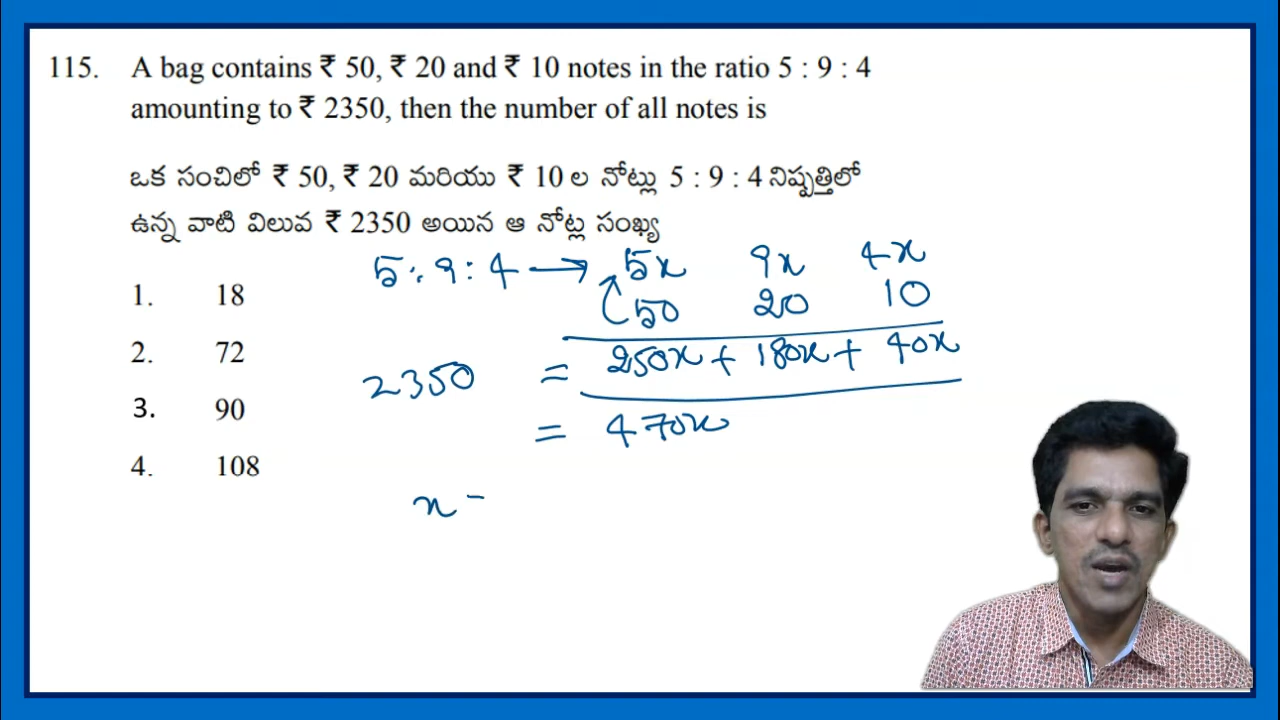 115. A bag contains ₹ 50, ₹ 20 and ₹ 10 notes in the ratio 5 : 9 : 4
amounting to ₹ 2350, then the number of all notes is
ఒక సంచిలో ₹ 50, ₹ 20 మరియు ₹ 10 ల నోట్లు 5 : 9 : 4 నిష్పత్తిలో
ఉన్న వాటి విలువ ₹ 2350 అయిన ఆ నోట్ల సంఖ్య
5 : 9 : 4 → 5x 9x 4x
50 20 10
1. 18
2. 72
3. 90
4. 108
2350 = 250x + 180x + 40x
= 470x
x -